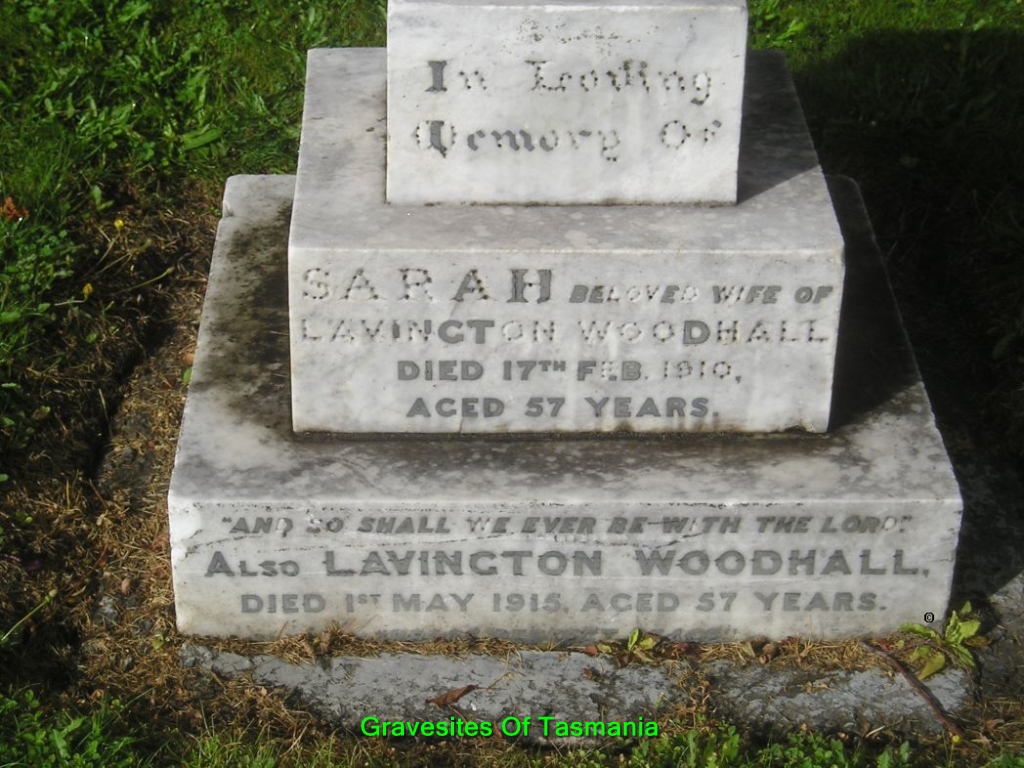 In Loving
Memory Of
SARAH BELOVED WIFE OF
LAVINGTON WOODHALL
DIED 17TH FEB. 1910,
AGED 57 YEARS.
"AND SO SHALL WE EVER BE WITH THE LORD".
ALSO LAVINGTON WOODHALL,
DIED 1ST MAY 1915, AGED 57 YEARS.
©
Gravesites Of Tasmania